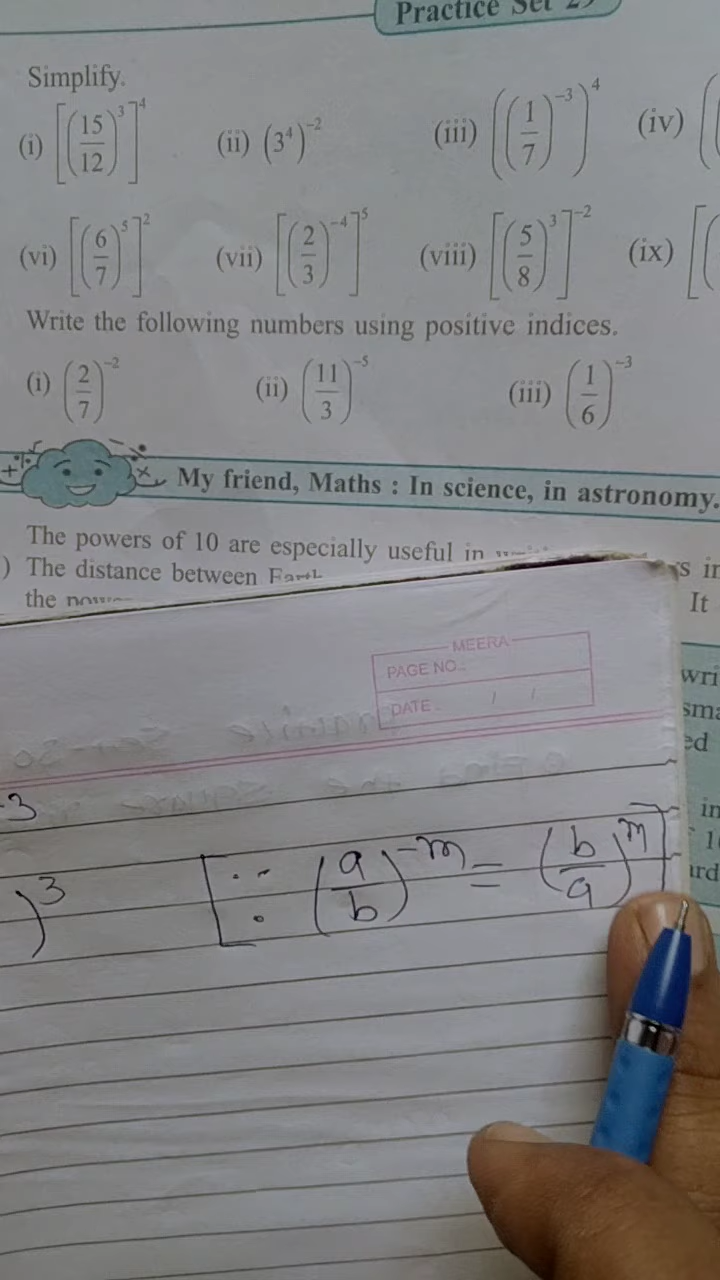 Practice Set
Simplify.
(i) [(15/12)³]⁴ (ii) (3⁴)⁻² (iii) ((1/7)⁻³)⁴ (iv)
(vi) [(6/7)⁵]² (vii) [(2/3)⁻⁴]⁵ (viii) [(5/8)³]⁻² (ix)
Write the following numbers using positive indices.
(i) (2/7)⁻² (ii) (11/3)⁻⁵ (iii) (1/6)⁻³
My friend, Maths : In science, in astronomy.
The powers of 10 are especially useful in
) The distance between Earth
the It
MEERA
PAGE NO.:
DATE / /
-3
)³ [∵ (a/b)⁻ᵐ = (b/a)ᵐ]